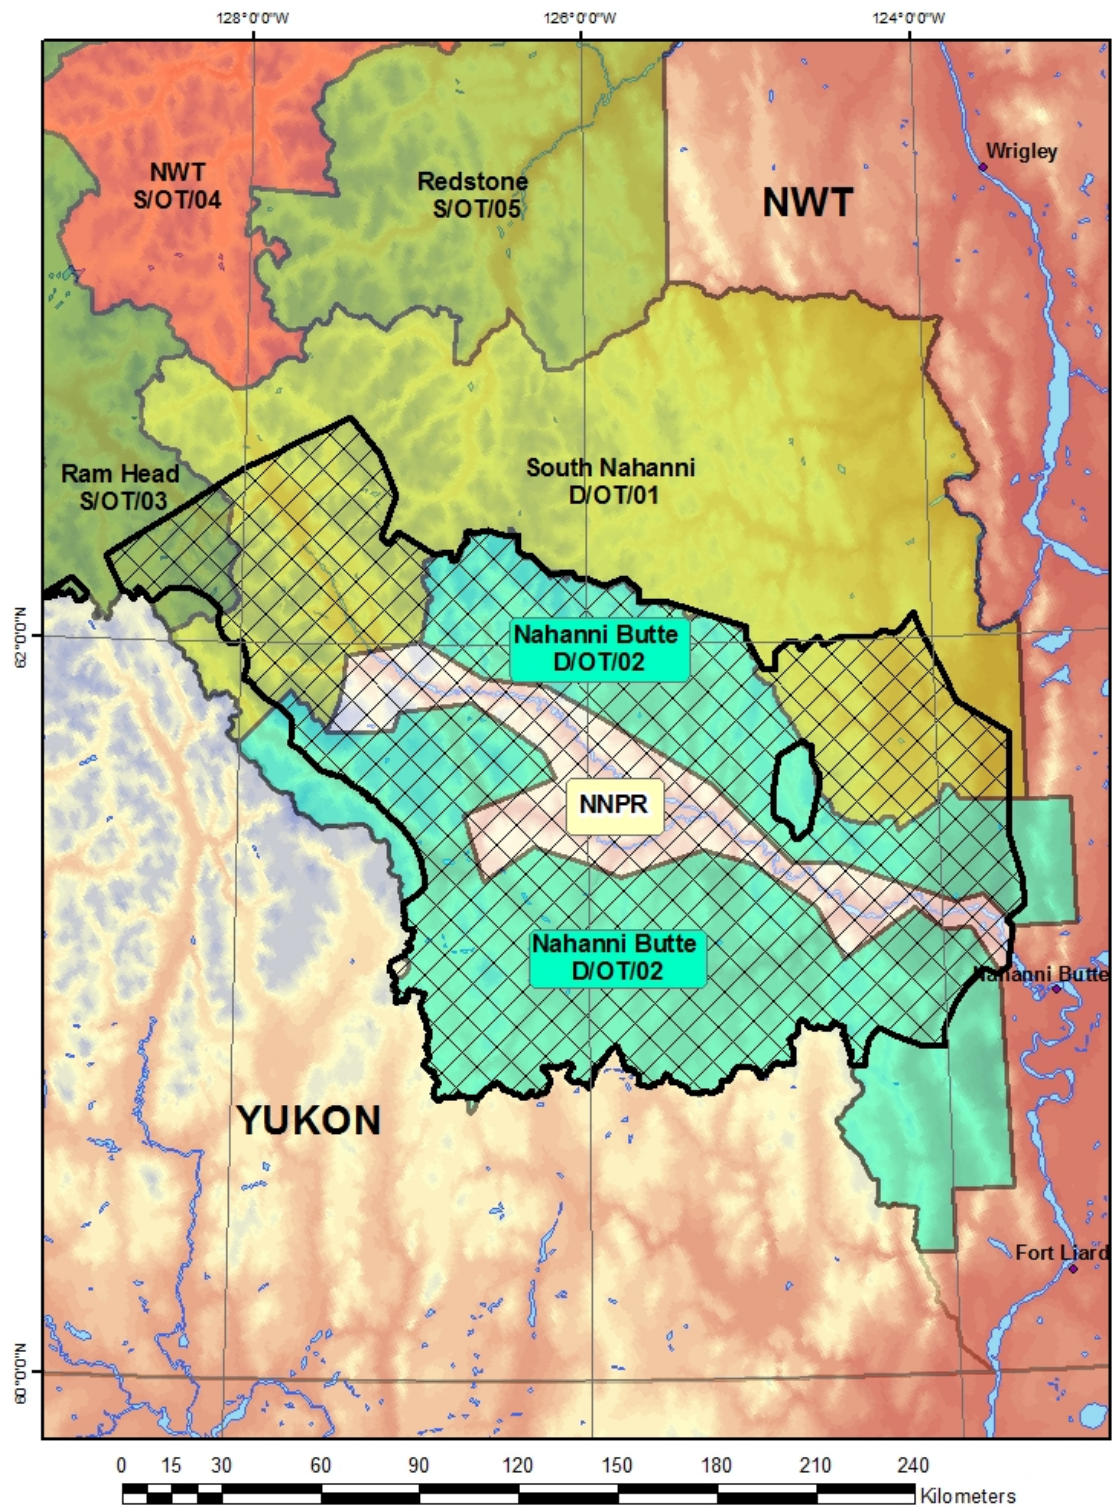 128°0'0"W
126°0'0"W
124°0'0"W
Wrigley
NWT
S/OT/04
Redstone
S/OT/05
NWT
Ram Head
S/OT/03
South Nahanni
D/OT/01
62°0'0"N
Nahanni Butte
D/OT/02
NNPR
Nahanni Butte
D/OT/02
Nahanni Butte
YUKON
Fort Liard
60°0'0"N
0 15 30 60 90 120 150 180 210 240
Kilometers